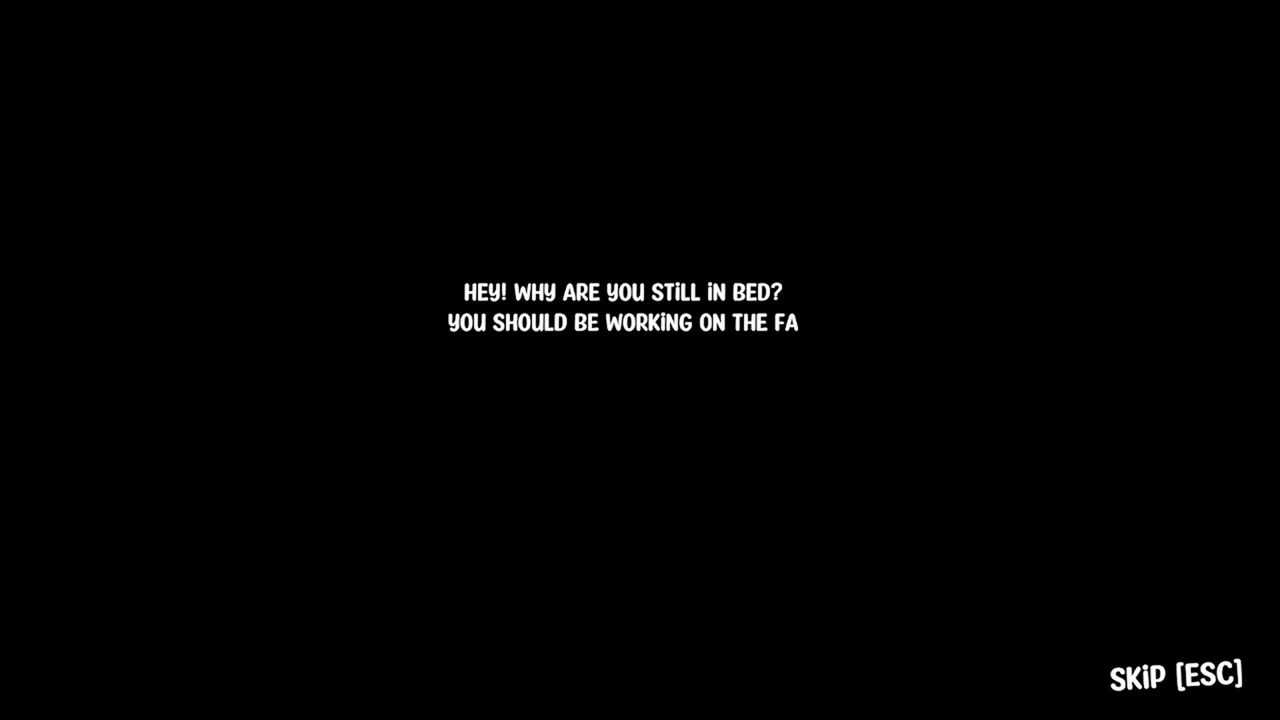 HEY! WHY ARE YOU STILL IN BED?
YOU SHOULD BE WORKING ON THE FA
SKIP [ESC]